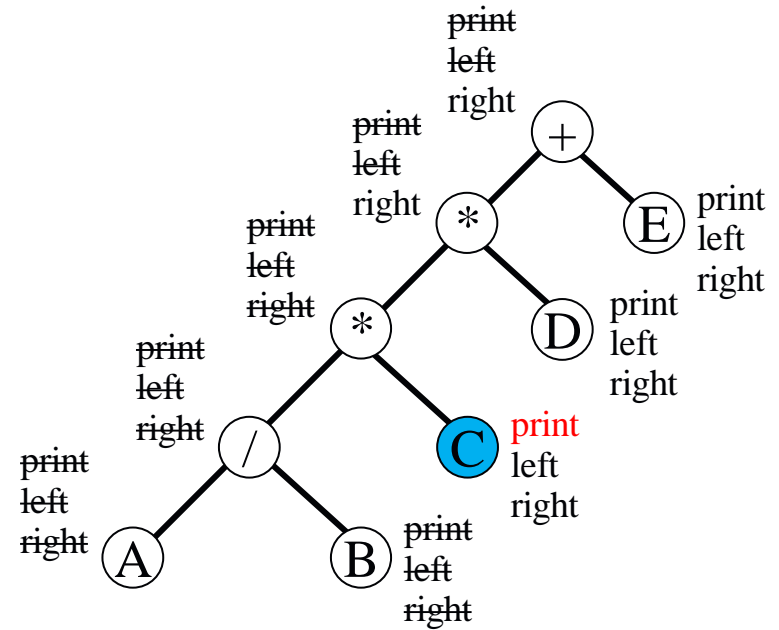 print
left
right
+
print
left
right
*
E
print
left
right
print
left
right
*
D
print
left
right
print
left
right
/
C
print
left
right
print
left
right
A
B
print
left
right